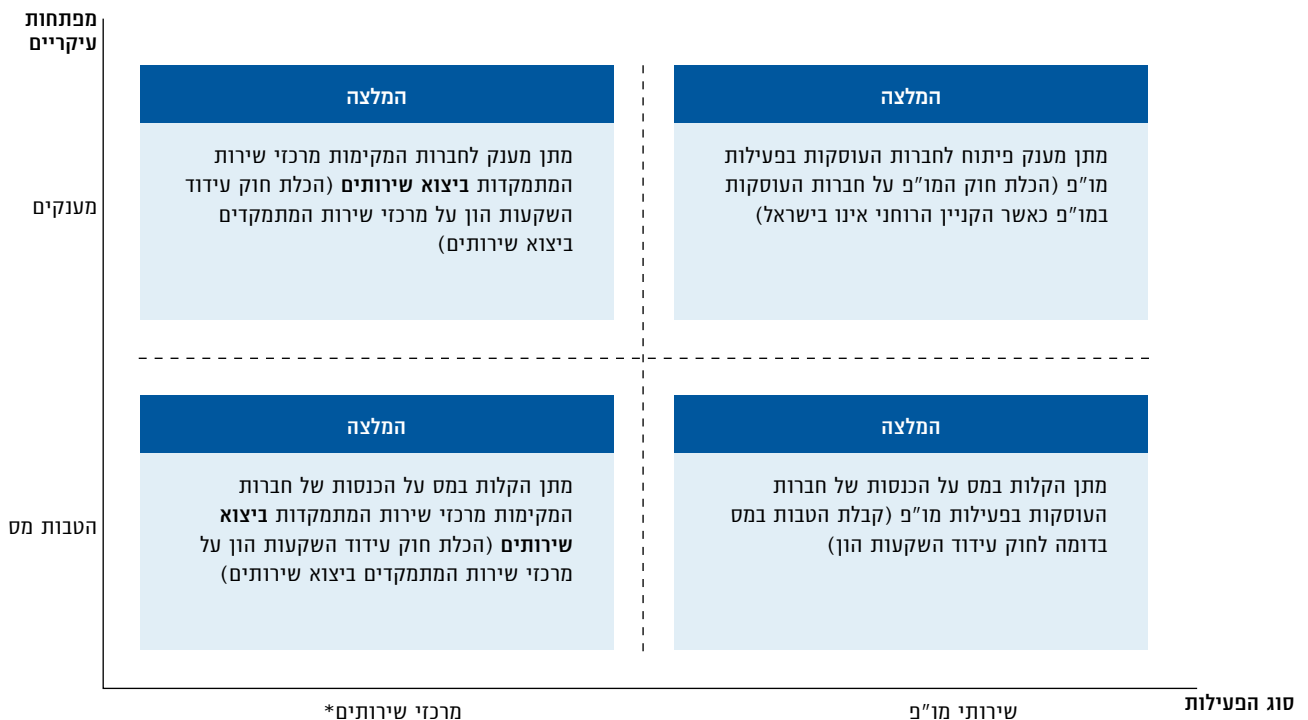 מפתחות
עיקריים
המלצה
מתן מענק פיתוח לחברות העוסקות בפעילות
מו"פ (הכלת חוק המו"פ על חברות העוסקות
במו"פ כאשר הקניין הרוחני אינו בישראל)
המלצה
מתן מענק לחברות המקימות מרכזי שירות
המתמקדות ביצוא שירותים (הכלת חוק עידוד
השקעות הון על מרכזי שירות המתמקדים
ביצוא שירותים)
מענקים
המלצה
מתן הקלות במס על הכנסות של חברות
העוסקות בפעילות מו"פ (קבלת הטבות במס
בדומה לחוק עידוד השקעות הון)
המלצה
מתן הקלות במס על הכנסות של חברות
המקימות מרכזי שירות המתמקדות ביצוא
שירותים (הכלת חוק עידוד השקעות הון על
מרכזי שירות המתמקדים ביצוא שירותים)
הטבות מס
סוג הפעילות
שירותי מו"פ
מרכזי שירותים*